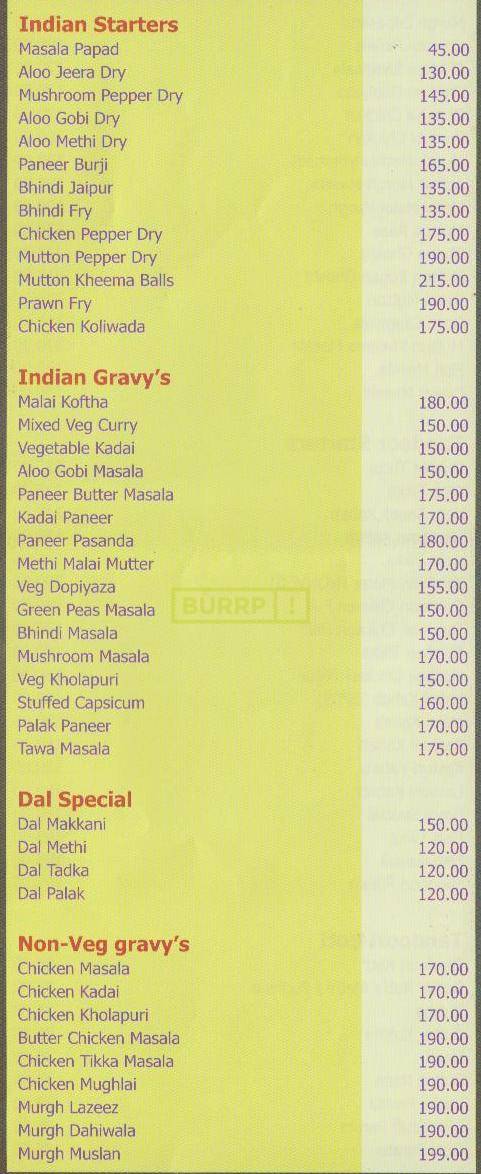 Indian Starters
Masala Papad 45.00
Aloo Jeera Dry 130.00
Mushroom Pepper Dry 145.00
Aloo Gobi Dry 135.00
Aloo Methi Dry 135.00
Paneer Burji 165.00
Bhindi Jaipur 135.00
Bhindi Fry 135.00
Chicken Pepper Dry 175.00
Mutton Pepper Dry 190.00
Mutton Kheema Balls 215.00
Prawn Fry 190.00
Chicken Koliwada 175.00
Indian Gravy's
Malai Koftha 180.00
Mixed Veg Curry 150.00
Vegetable Kadai 150.00
Aloo Gobi Masala 150.00
Paneer Butter Masala 175.00
Kadai Paneer 170.00
Paneer Pasanda 180.00
Methi Malai Mutter 170.00
Veg Dopiyaza 155.00
Green Peas Masala 150.00
BURRP!
Bhindi Masala 150.00
Mushroom Masala 170.00
Veg Kholapuri 150.00
Stuffed Capsicum 160.00
Palak Paneer 170.00
Tawa Masala 175.00
Dal Special
Dal Makkani 150.00
Dal Methi 120.00
Dal Tadka 120.00
Dal Palak 120.00
Non-Veg gravy's
Chicken Masala 170.00
Chicken Kadai 170.00
Chicken Kholapuri 170.00
Butter Chicken Masala 190.00
Chicken Tikka Masala 190.00
Chicken Mughlai 190.00
Murgh Lazeez 190.00
Murgh Dahiwala 190.00
Murgh Muslan 199.00